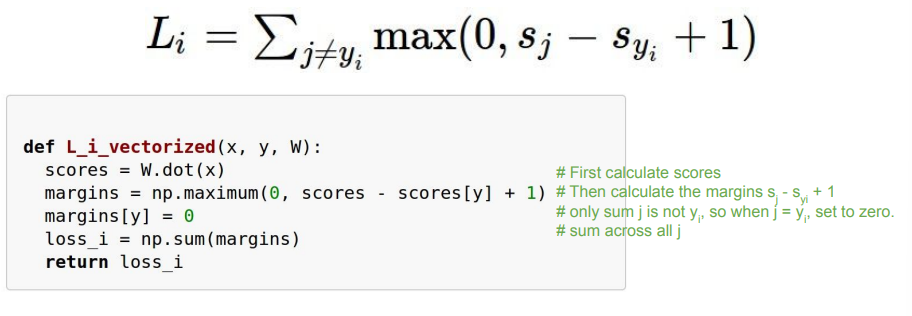 L_i = ∑_{j≠y_i} max(0, s_j − s_{y_i} + 1)
def L_i_vectorized(x, y, W):
scores = W.dot(x) # First calculate scores
margins = np.maximum(0, scores - scores[y] + 1) # Then calculate the margins s_j - s_{yi} + 1
margins[y] = 0 # only sum j is not y_i, so when j = y_i, set to zero.
loss_i = np.sum(margins) # sum across all j
return loss_i